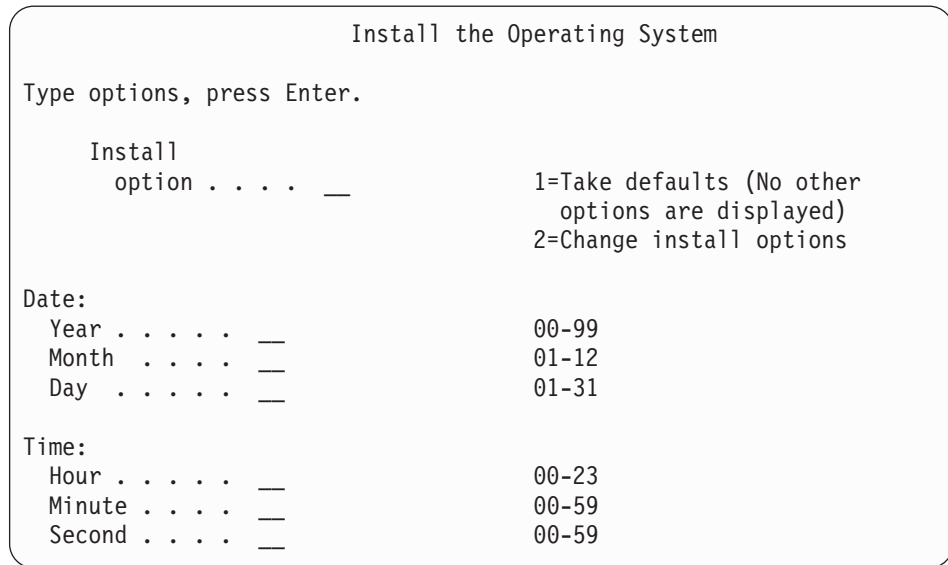 Install the Operating System
Type options, press Enter.
Install
option . . . . __ 1=Take defaults (No other
options are displayed)
2=Change install options
Date:
Year . . . . . __ 00-99
Month . . . . __ 01-12
Day . . . . . __ 01-31
Time:
Hour . . . . . __ 00-23
Minute . . . . __ 00-59
Second . . . . __ 00-59